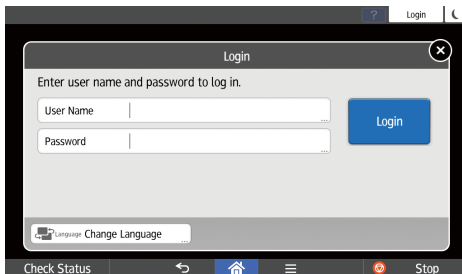 ? Login
Login
Enter user name and password to log in.
User Name
...
Login
Password
...
Language Change Language
...
Check Status Stop